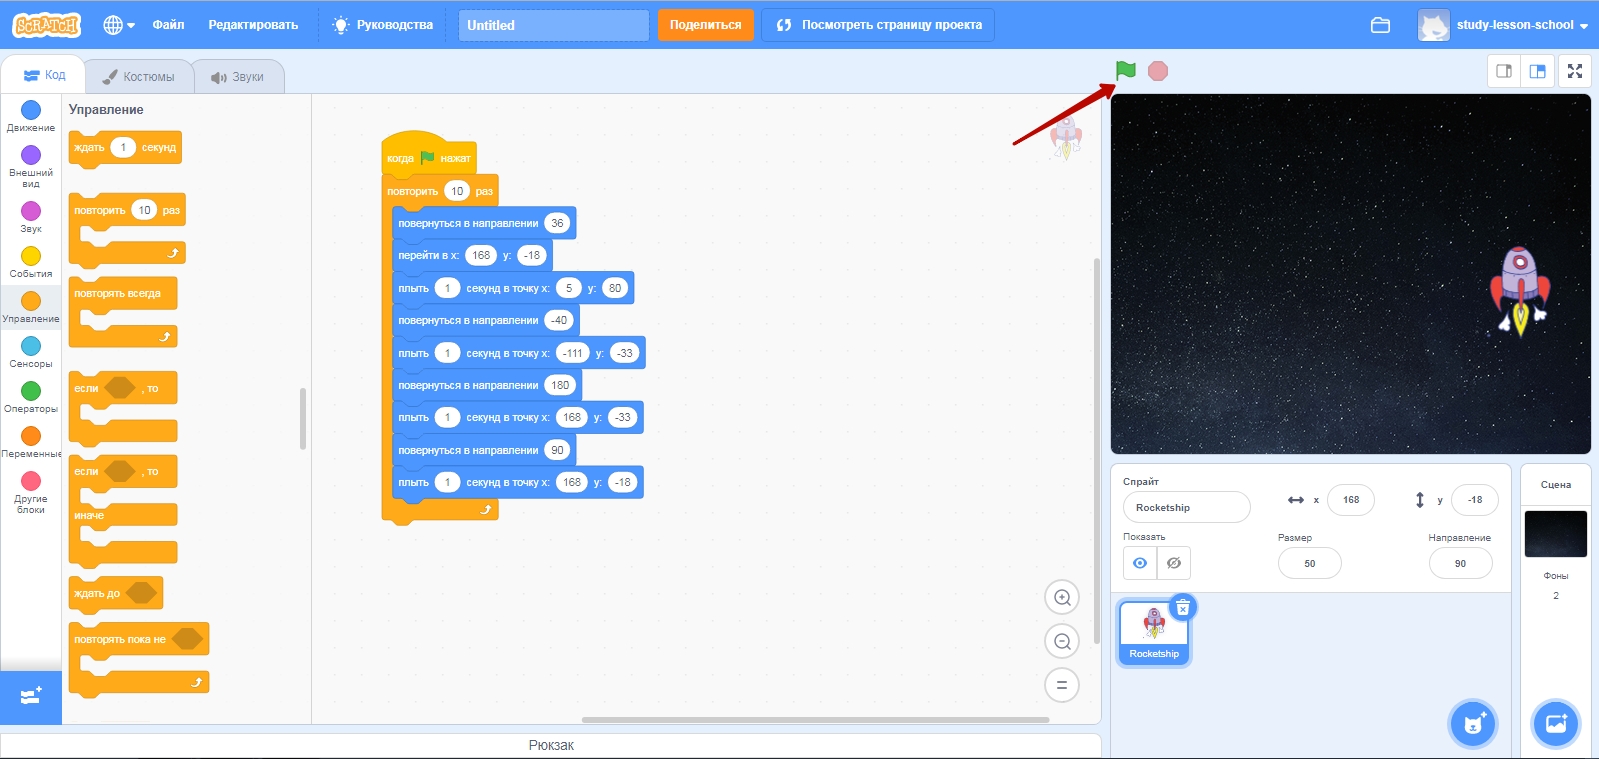 SCRATCH
Файл
Редактировать
Руководства
Untitled
Поделиться
Посмотреть страницу проекта
study-lesson-school
Код
Костюмы
Звуки
Движение
Внешний
вид
Звук
События
Управление
Сенсоры
Операторы
Переменные
Другие
блоки
Управление
ждать 1 секунд
повторить 10 раз
повторять всегда
если , то
если , то
иначе
ждать до
повторять пока не
когда нажат
повторить 10 раз
повернуться в направлении 36
перейти в x: 168 y: -18
плыть 1 секунд в точку x: 5 y: 80
повернуться в направлении -40
плыть 1 секунд в точку x: -111 y: -33
повернуться в направлении 180
плыть 1 секунд в точку x: 168 y: -33
повернуться в направлении 90
плыть 1 секунд в точку x: 168 y: -18
Рюкзак
Спрайт
Rocketship
x 168
y -18
Показать
Размер
50
Направление
90
Rocketship
Сцена
Фоны
2